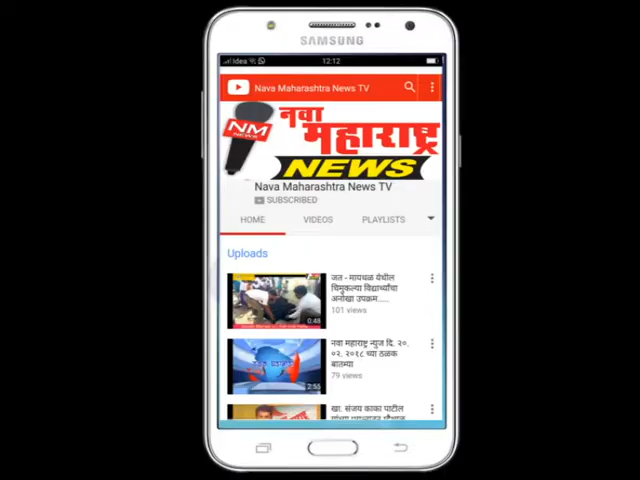 SAMSUNG
Idea
12:12
Nava Maharashtra News TV
नवा
महाराष्ट्र
NM
NEWS
NEWS
Nava Maharashtra News TV
SUBSCRIBED
HOME VIDEOS PLAYLISTS
Uploads
जत - मायथळ येथील
चिमुकल्या विद्यार्थ्यांचा
अनोखा उपक्रम.....
101 views
0:48
नवा महाराष्ट्र न्युज दि. २०.
०२. २०१८ च्या ठळक
बातम्या
79 views
2:55
खा. संजय काका पाटील